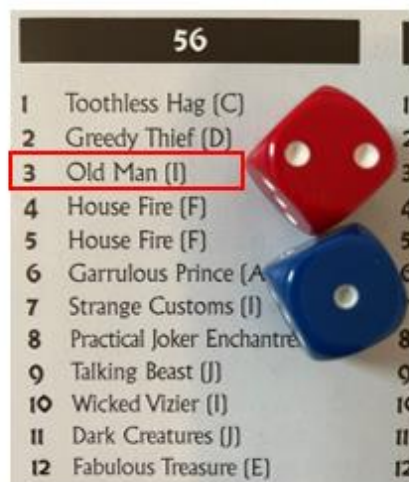 56
1 Toothless Hag (C)
2 Greedy Thief (D)
3 Old Man (I)
4 House Fire (F)
5 House Fire (F)
6 Garrulous Prince (A
7 Strange Customs (I)
8 Practical Joker
9 Talking Beast (J)
10 Wicked Vizier (I)
11 Dark Creatures (J)
12 Fabulous Treasure (E)